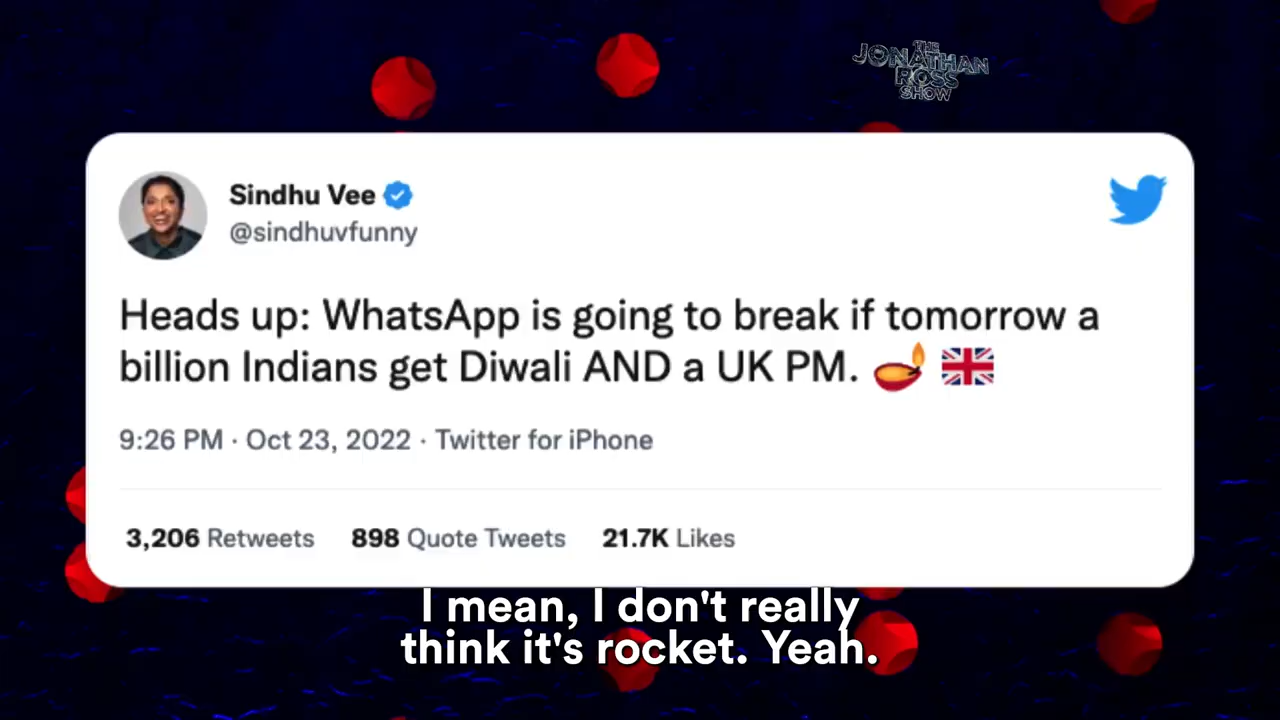 THE
JONATHAN
ROSS
SHOW
Sindhu Vee
@sindhuvfunny
Heads up: WhatsApp is going to break if tomorrow a
billion Indians get Diwali AND a UK PM. 🪔 🇬🇧
9:26 PM · Oct 23, 2022 · Twitter for iPhone
3,206 Retweets 898 Quote Tweets 21.7K Likes
I mean, I don't really
think it's rocket. Yeah.